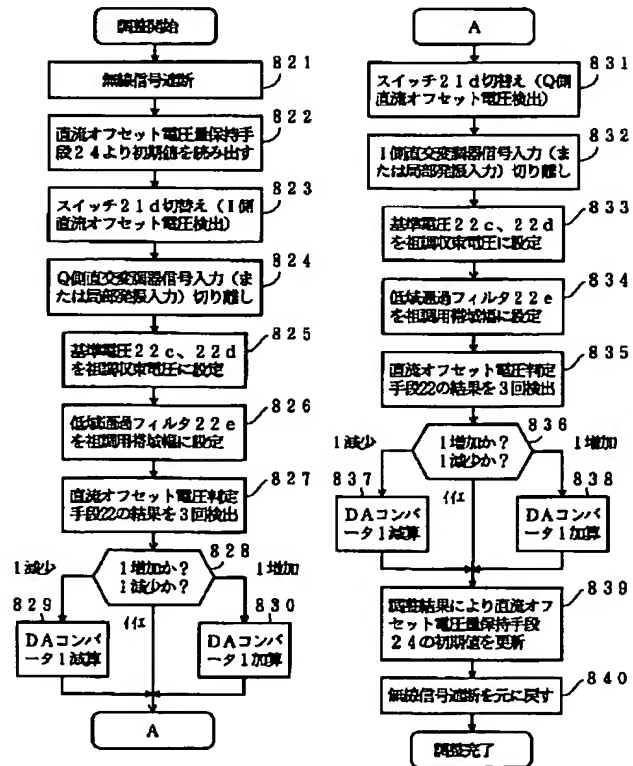 調整開始
821
無線信号遮断
822
直流オフセット電圧量保持手
段24より初期値を読み出す
823
スイッチ21d切替え（I側
直流オフセット電圧検出）
824
Q側直交変調器信号入力（ま
たは局部発振入力）切り離し
825
基準電圧22c、22d
を祖調収束電圧に設定
826
低域通過フィルタ22e
を祖調用帯域幅に設定
827
直流オフセット電圧判定
手段22の結果を3回検出
828
1増加か？
1減少か？
1減少
1増加
イイエ
829
DAコンバ
ータ1減算
830
DAコンバ
ータ1加算
A
A
831
スイッチ21d切替え（Q側
直流オフセット電圧検出）
832
I側直交変調器信号入力（ま
たは局部発振入力）切り離し
833
基準電圧22c、22d
を祖調収束電圧に設定
834
低域通過フィルタ22e
を祖調用帯域幅に設定
835
直流オフセット電圧判定
手段22の結果を3回検出
836
1増加か？
1減少か？
1減少
1増加
イイエ
837
DAコンバ
ータ1減算
838
DAコンバ
ータ1加算
839
調整結果により直流オフ
セット電圧量保持手段
24の初期値を更新
840
無線信号遮断を元に戻す
調整完了